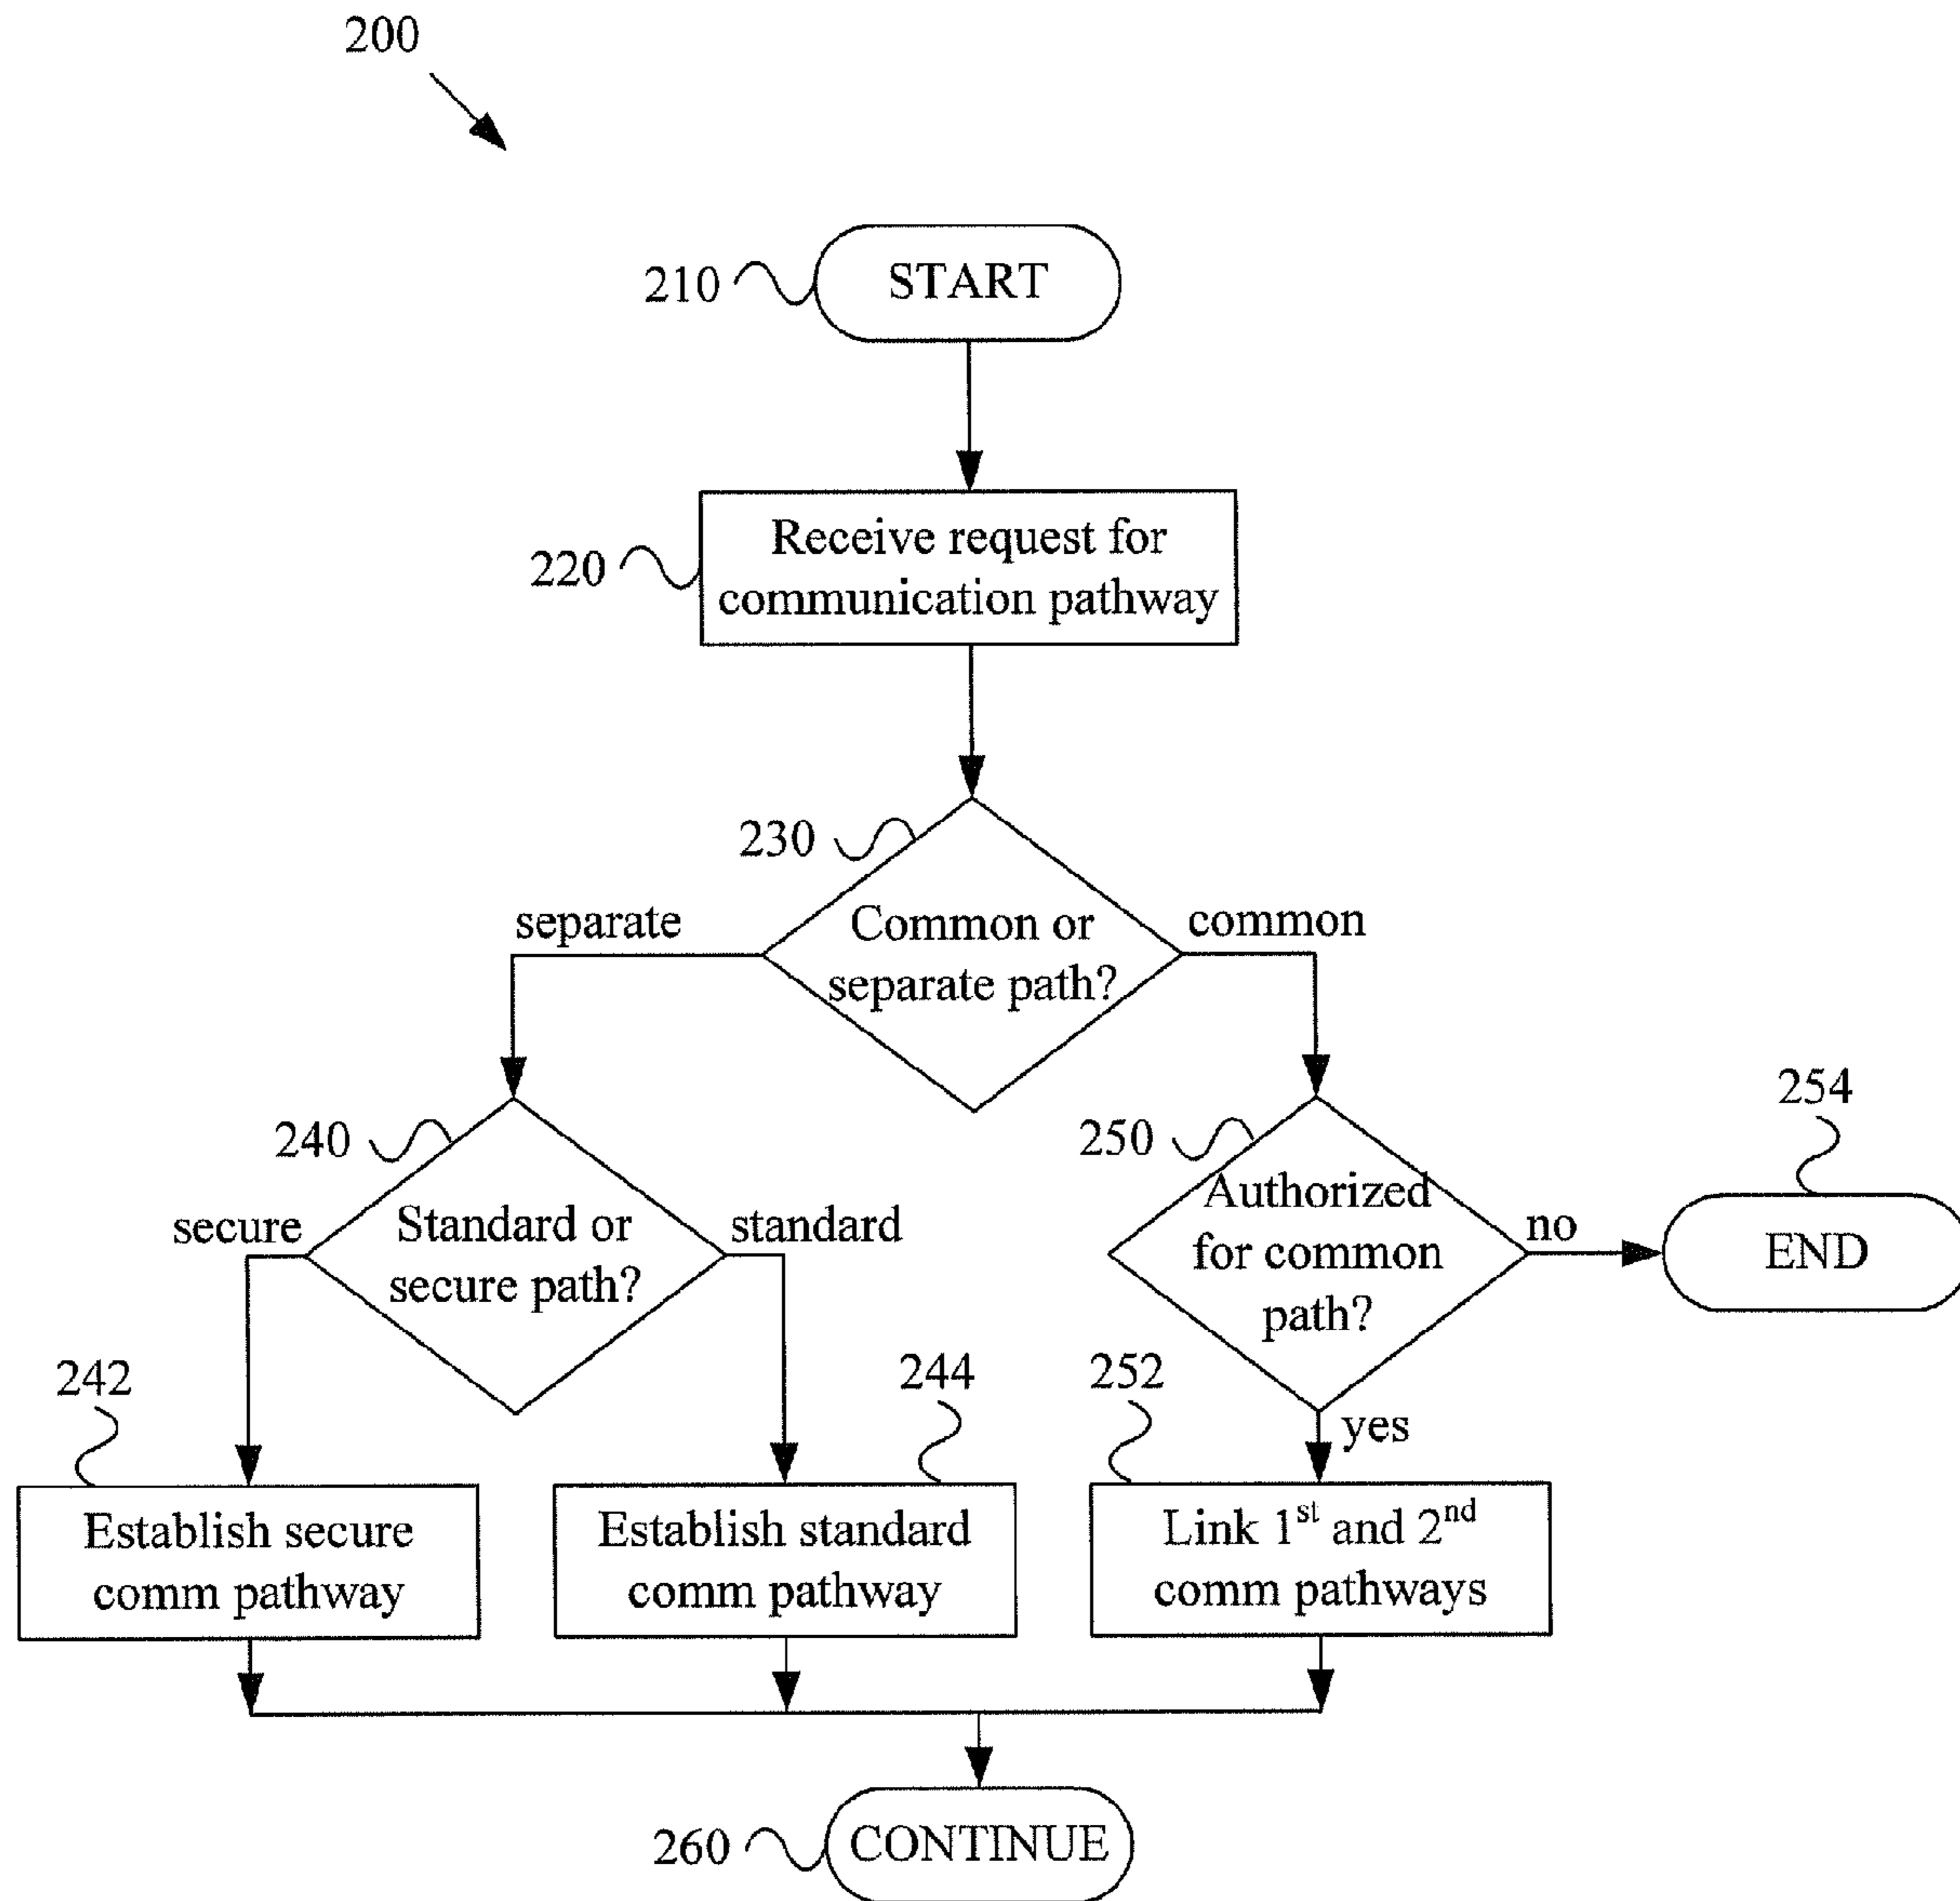 200
210
START
220
Receive request for
communication pathway
230
Common or
separate path?
separate
common
240
Standard or
secure path?
secure
standard
250
Authorized
for common
path?
no
yes
254
END
242
Establish secure
comm pathway
244
Establish standard
comm pathway
252
Link 1st and 2nd
comm pathways
260
CONTINUE